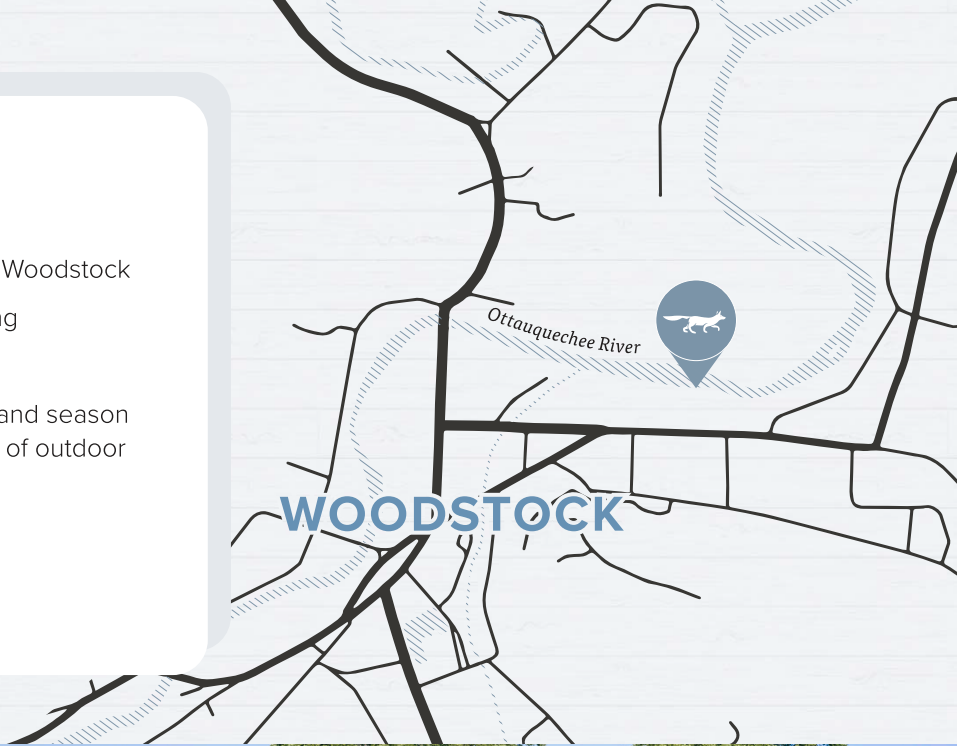 Woodstock
ng
and season
of outdoor
Ottauquechee River
WOODSTOCK